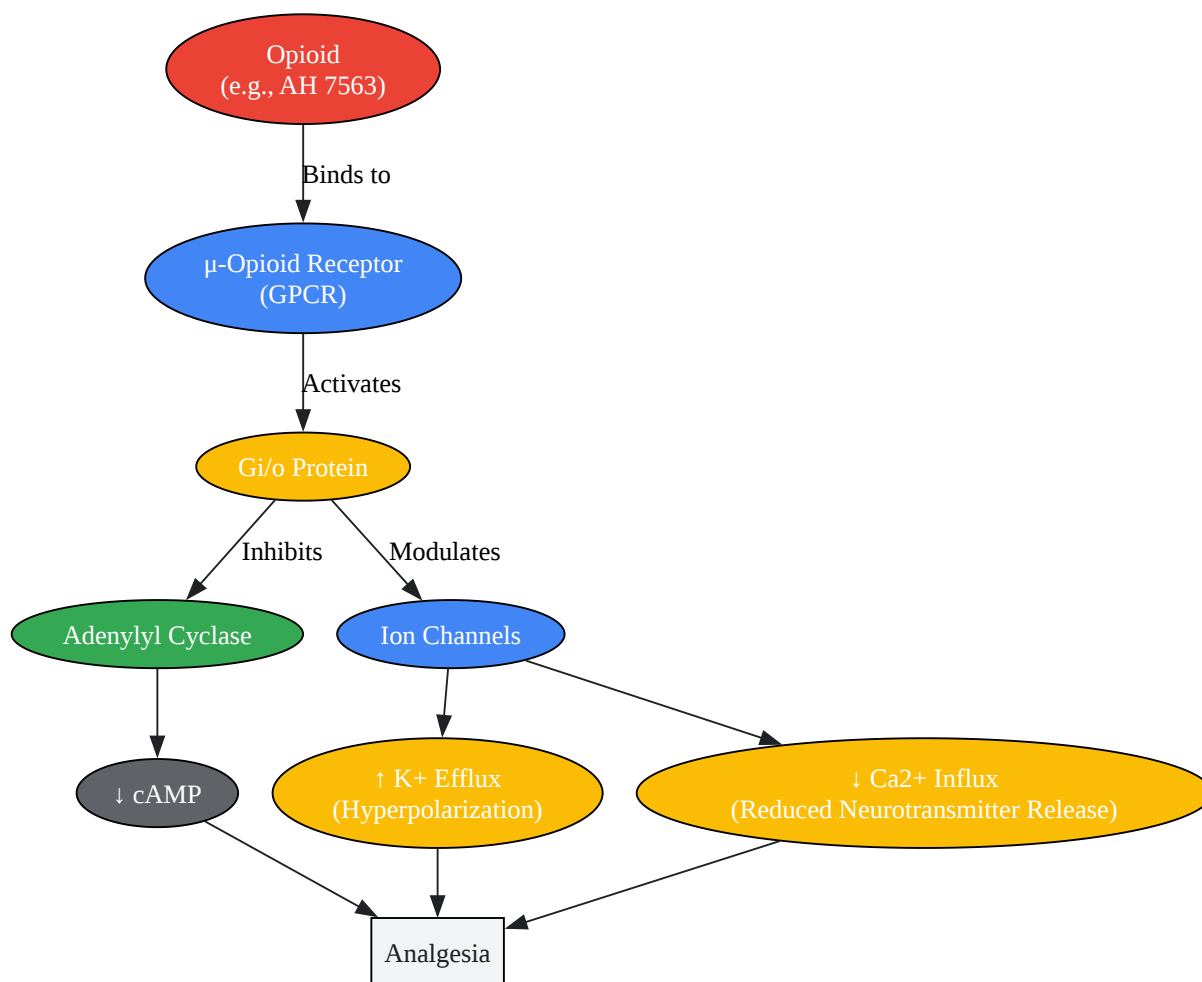 Opioid
(e.g., AH 7563)
Binds to
μ-Opioid Receptor
(GPCR)
Activates
Gi/o Protein
Inhibits
Modulates
Adenylyl Cyclase
Ion Channels
↓ cAMP
↑ K+ Efflux
(Hyperpolarization)
↓ Ca2+ Influx
(Reduced Neurotransmitter Release)
Analgesia